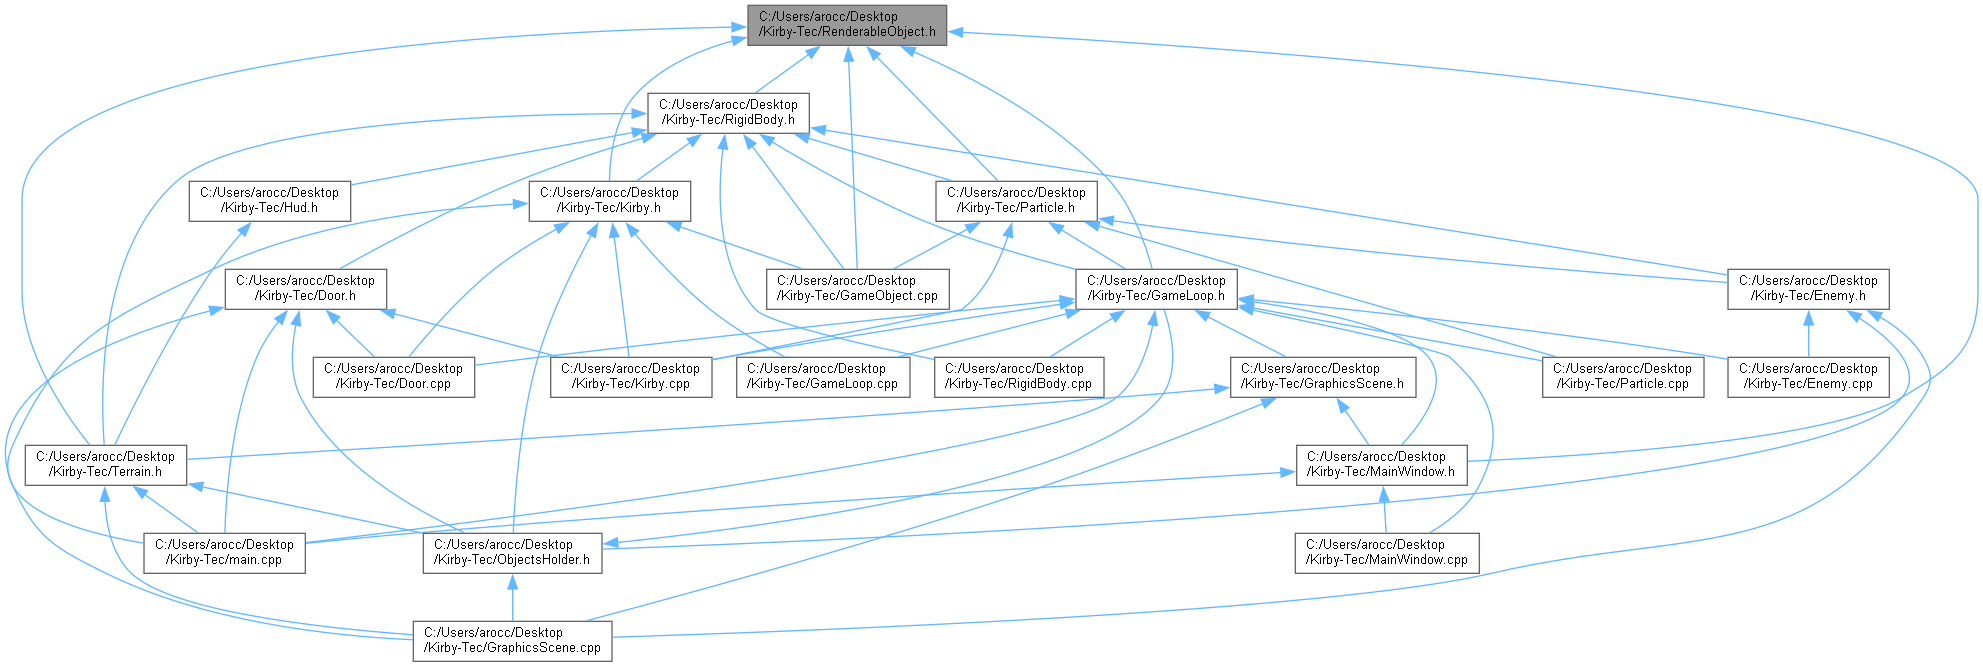 C:/Users/arocc/Desktop
/Kirby-Tec/RenderableObject.h
C:/Users/arocc/Desktop
/Kirby-Tec/RigidBody.h
C:/Users/arocc/Desktop
/Kirby-Tec/Hud.h
C:/Users/arocc/Desktop
/Kirby-Tec/Kirby.h
C:/Users/arocc/Desktop
/Kirby-Tec/Particle.h
C:/Users/arocc/Desktop
/Kirby-Tec/Door.h
C:/Users/arocc/Desktop
/Kirby-Tec/GameObject.cpp
C:/Users/arocc/Desktop
/Kirby-Tec/GameLoop.h
C:/Users/arocc/Desktop
/Kirby-Tec/Enemy.h
C:/Users/arocc/Desktop
/Kirby-Tec/Door.cpp
C:/Users/arocc/Desktop
/Kirby-Tec/Kirby.cpp
C:/Users/arocc/Desktop
/Kirby-Tec/GameLoop.cpp
C:/Users/arocc/Desktop
/Kirby-Tec/RigidBody.cpp
C:/Users/arocc/Desktop
/Kirby-Tec/GraphicsScene.h
C:/Users/arocc/Desktop
/Kirby-Tec/Particle.cpp
C:/Users/arocc/Desktop
/Kirby-Tec/Enemy.cpp
C:/Users/arocc/Desktop
/Kirby-Tec/Terrain.h
C:/Users/arocc/Desktop
/Kirby-Tec/MainWindow.h
C:/Users/arocc/Desktop
/Kirby-Tec/main.cpp
C:/Users/arocc/Desktop
/Kirby-Tec/ObjectsHolder.h
C:/Users/arocc/Desktop
/Kirby-Tec/MainWindow.cpp
C:/Users/arocc/Desktop
/Kirby-Tec/GraphicsScene.cpp